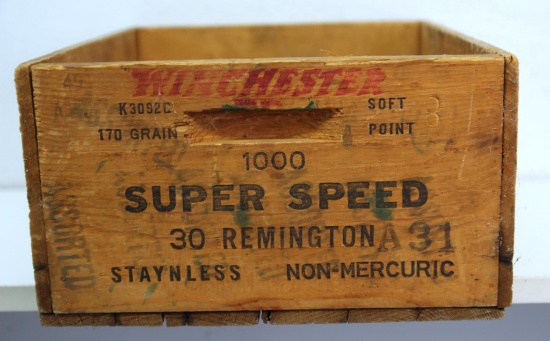 WINCHESTER
K3092C SOFT
170 GRAIN POINT
1000
SUPER SPEED
30 REMINGTON A 31
STAYNLESS NON-MERCURIC
ASSORTED